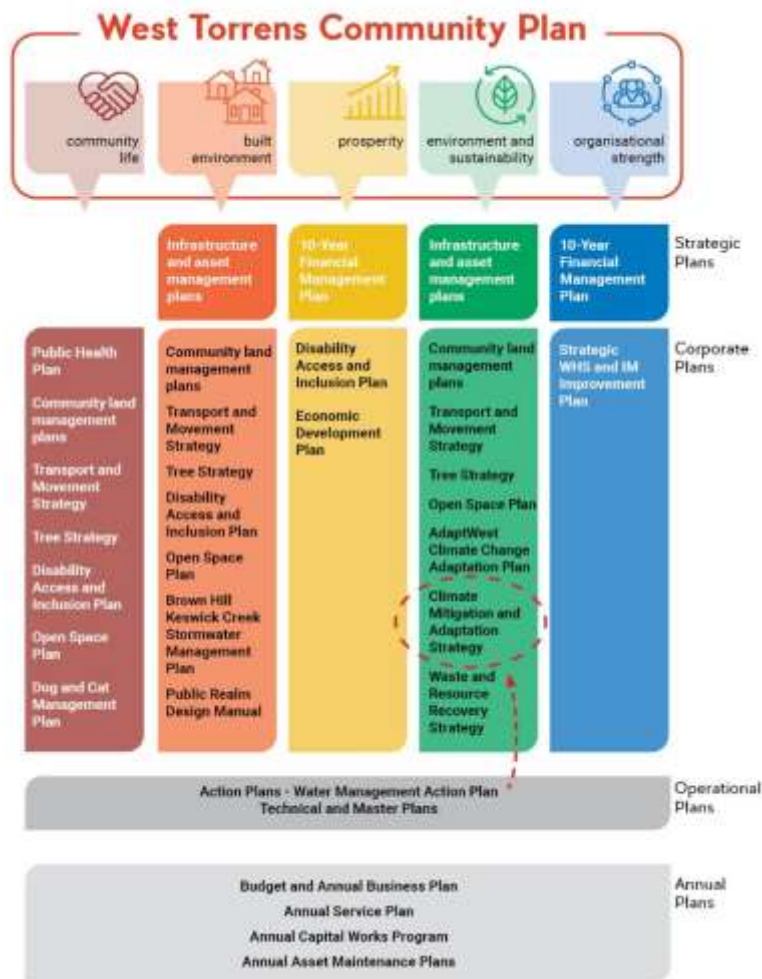 West Torrens Community Plan
community
life
built
environment
prosperity
environment and
sustainability
organisational
strength
Infrastructure
and asset
management
plans
10-Year
Financial
Management
Plan
Infrastructure
and asset
management
plans
10-Year
Financial
Management
Plan
Strategic
Plans
Public Health
Plan
Community land
management
plans
Transport and
Movement
Strategy
Tree Strategy
Disability
Access and
Inclusion Plan
Open Space
Plan
Dog and Cat
Management
Plan
Community land
management
plans
Transport and
Movement
Strategy
Tree Strategy
Disability
Access and
Inclusion Plan
Open Space
Plan
Brown Hill
Keswick Creek
Stormwater
Management
Plan
Public Realm
Design Manual
Disability
Access and
Inclusion Plan
Economic
Development
Plan
Community land
management
plans
Transport and
Movement
Strategy
Tree Strategy
Open Space Plan
AdaptWest
Climate Change
Adaptation Plan
Climate
Mitigation and
Adaptation
Strategy
Waste and
Resource
Recovery
Strategy
Strategic
WHS and IM
Improvement
Plan
Corporate
Plans
Action Plans - Water Management Action Plan
Technical and Master Plans
Operational
Plans
Budget and Annual Business Plan
Annual Service Plan
Annual Capital Works Program
Annual Asset Maintenance Plans
Annual
Plans